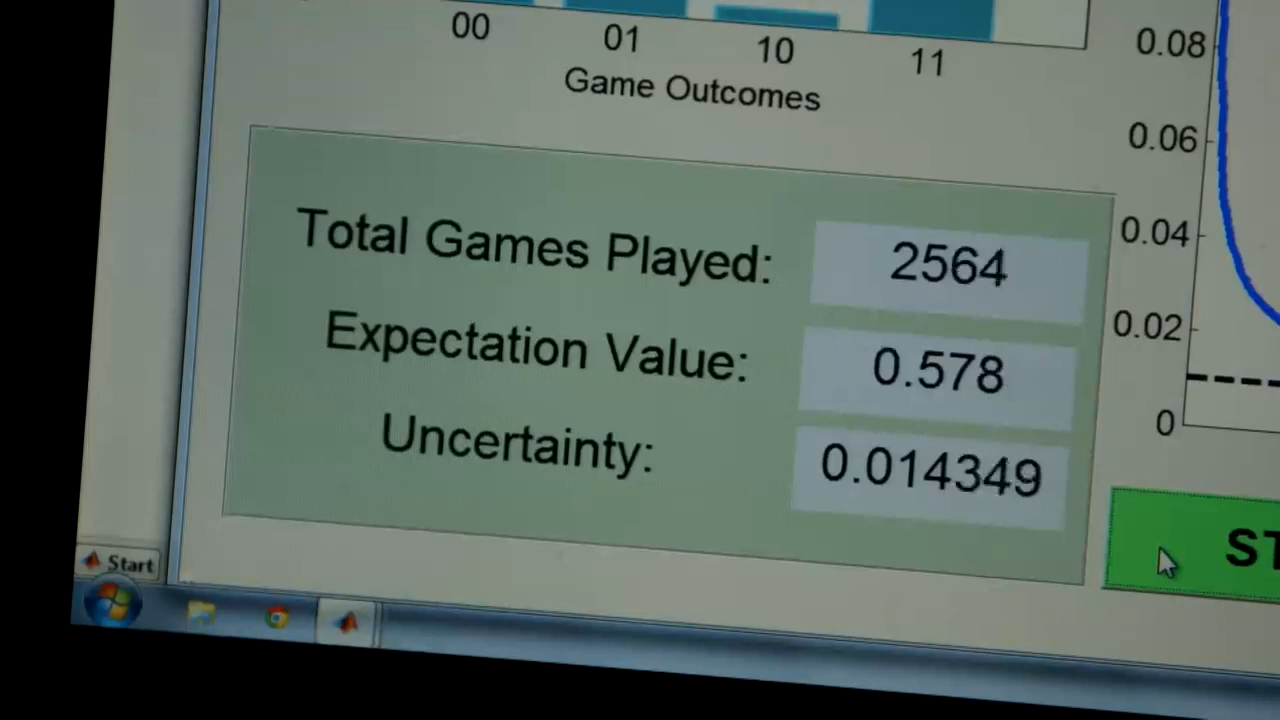 00 01 10 11
Game Outcomes
0.08
0.06
0.04
0.02
0
Total Games Played: 2564
Expectation Value: 0.578
Uncertainty: 0.014349
Start